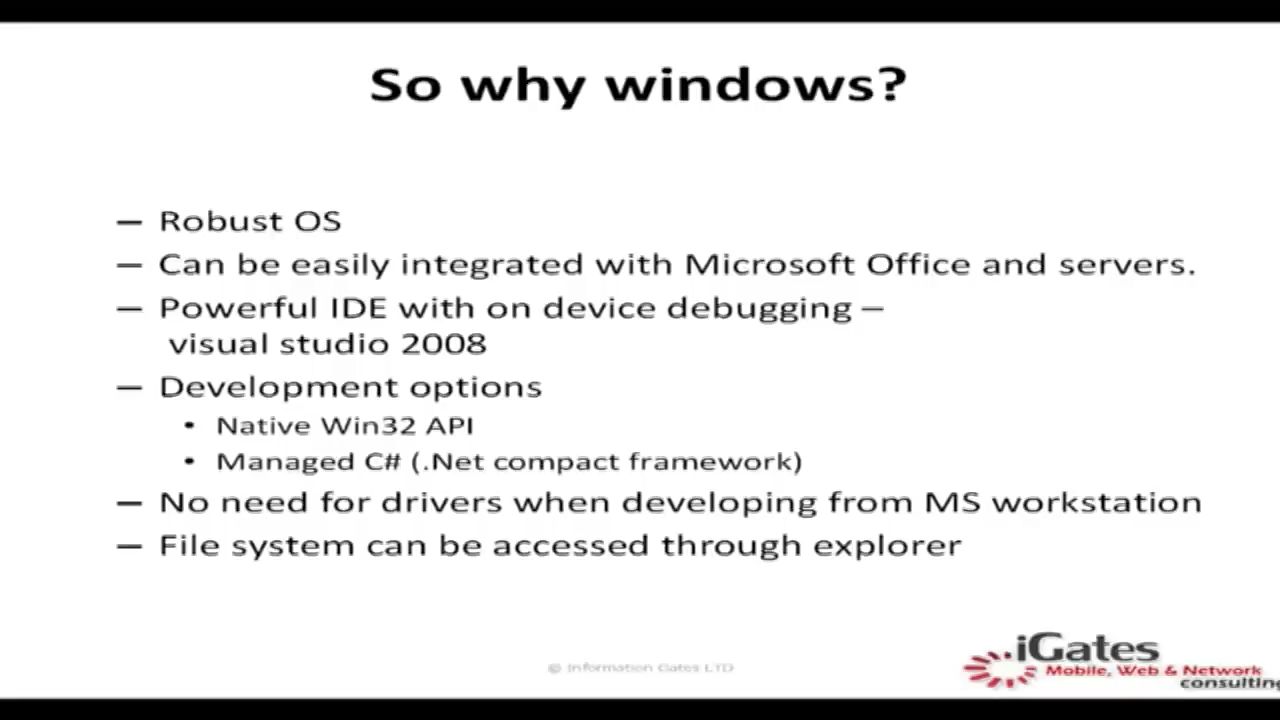 So why windows?
– Robust OS
– Can be easily integrated with Microsoft Office and servers.
– Powerful IDE with on device debugging –
visual studio 2008
– Development options
• Native Win32 API
• Managed C# (.Net compact framework)
– No need for drivers when developing from MS workstation
– File system can be accessed through explorer
© Information Gates LTD
iGates
Mobile, Web & Network
consulting